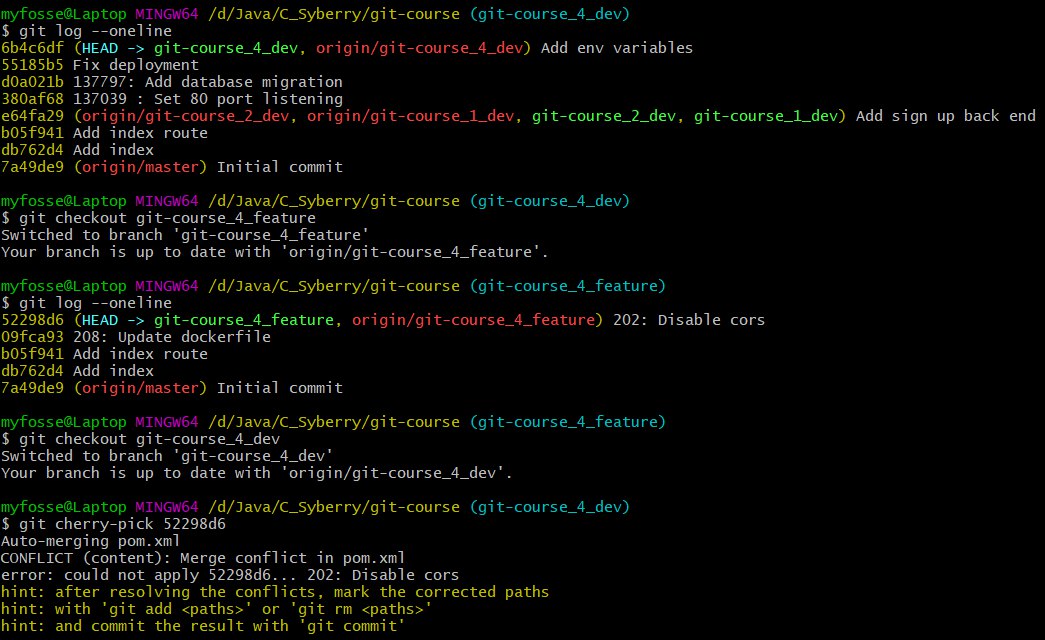 myfosse@Laptop MINGW64 /d/Java/C_Syberry/git-course (git-course_4_dev)
$ git log --oneline
6b4c6df (HEAD -> git-course_4_dev, origin/git-course_4_dev) Add env variables
55185b5 Fix deployment
d0a021b 137797: Add database migration
380af68 137039 : Set 80 port listening
e64fa29 (origin/git-course_2_dev, origin/git-course_1_dev, git-course_2_dev, git-course_1_dev) Add sign up back end
b05f941 Add index route
db762d4 Add index
7a49de9 (origin/master) Initial commit
myfosse@Laptop MINGW64 /d/Java/C_Syberry/git-course (git-course_4_dev)
$ git checkout git-course_4_feature
Switched to branch 'git-course_4_feature'
Your branch is up to date with 'origin/git-course_4_feature'.
myfosse@Laptop MINGW64 /d/Java/C_Syberry/git-course (git-course_4_feature)
$ git log --oneline
52298d6 (HEAD -> git-course_4_feature, origin/git-course_4_feature) 202: Disable cors
09fca93 208: Update dockerfile
b05f941 Add index route
db762d4 Add index
7a49de9 (origin/master) Initial commit
myfosse@Laptop MINGW64 /d/Java/C_Syberry/git-course (git-course_4_feature)
$ git checkout git-course_4_dev
Switched to branch 'git-course_4_dev'
Your branch is up to date with 'origin/git-course_4_dev'.
myfosse@Laptop MINGW64 /d/Java/C_Syberry/git-course (git-course_4_dev)
$ git cherry-pick 52298d6
Auto-merging pom.xml
CONFLICT (content): Merge conflict in pom.xml
error: could not apply 52298d6... 202: Disable cors
hint: after resolving the conflicts, mark the corrected paths
hint: with 'git add <paths>' or 'git rm <paths>'
hint: and commit the result with 'git commit'